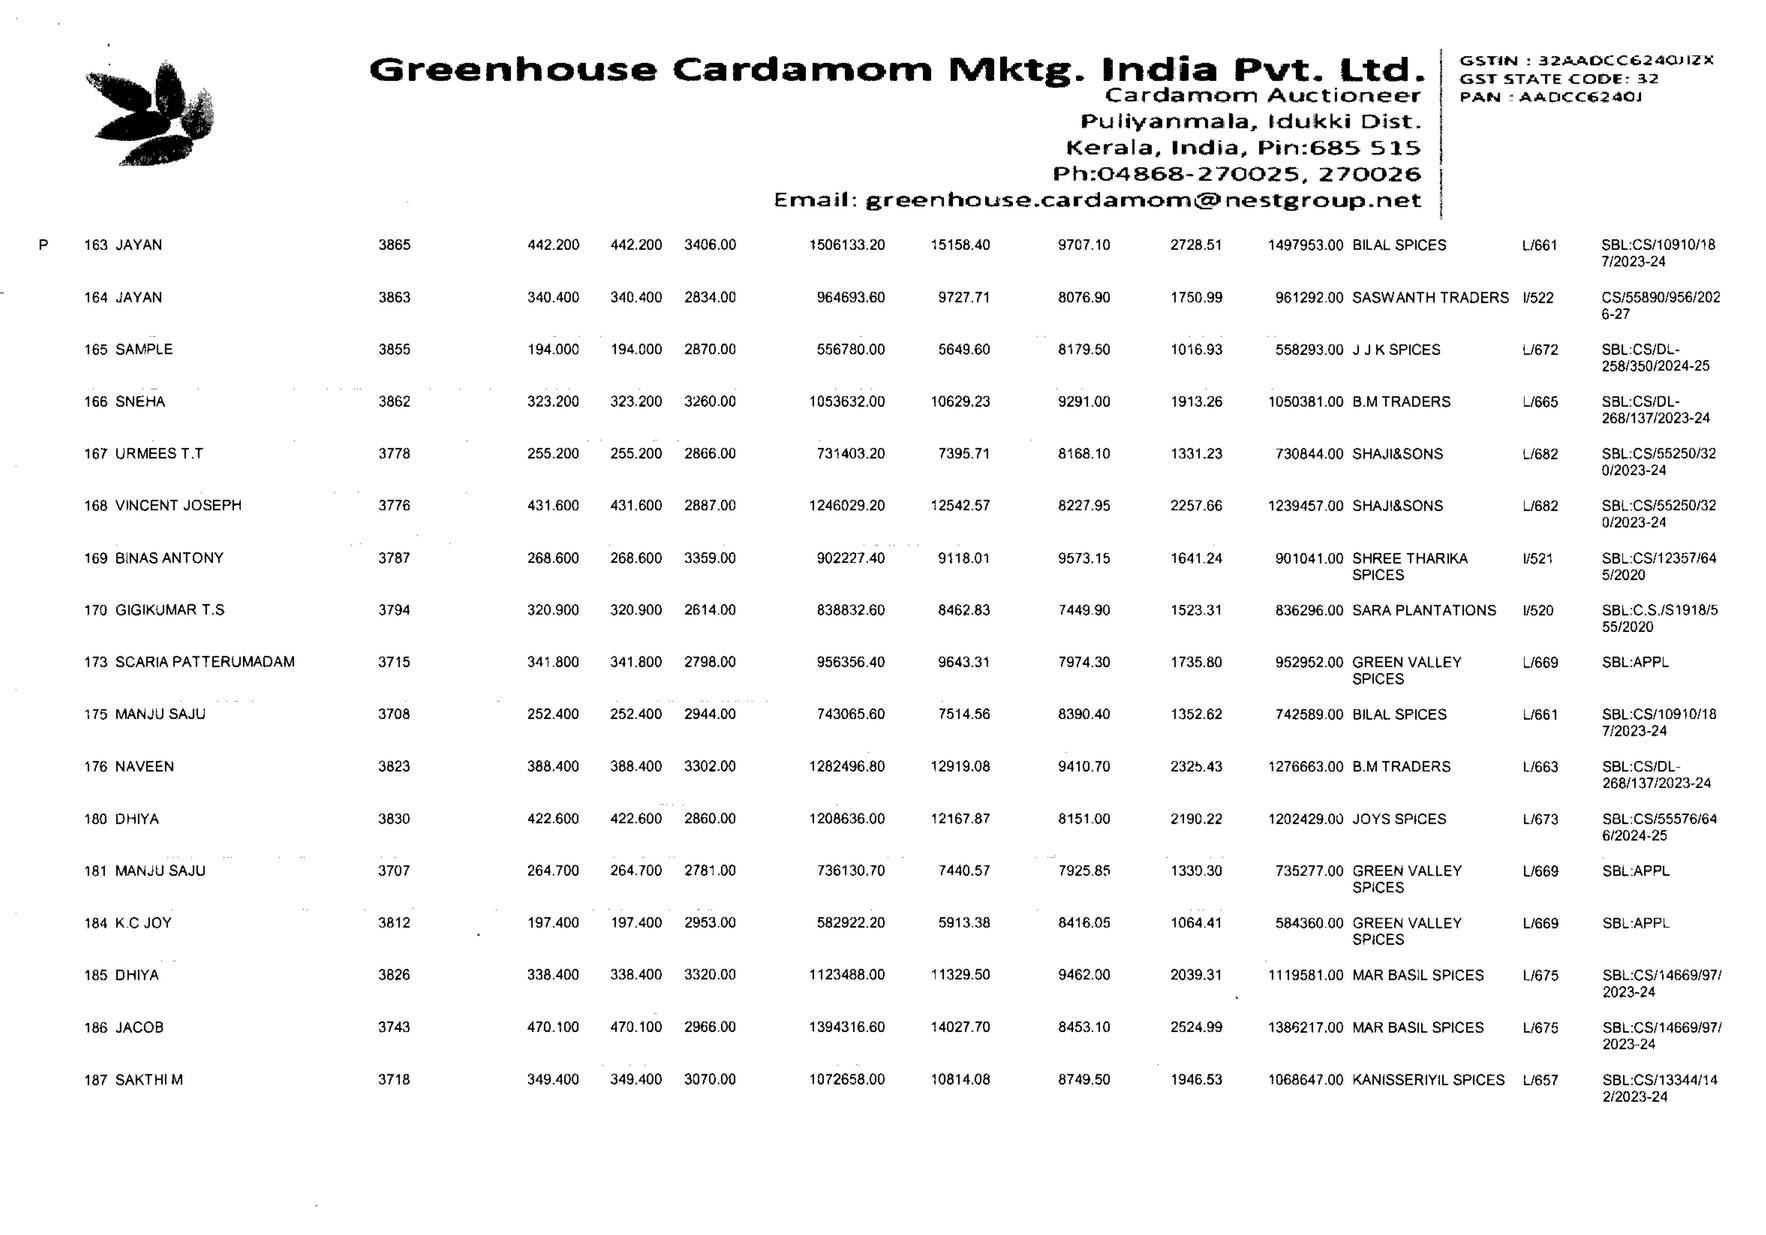 Greenhouse Cardamom Mktg. India Pvt. Ltd.
Cardamom Auctioneer
Puliyanmala, Idukki Dist.
Kerala, India, Pin:685 515
Ph:04868-270025, 270026
Email: greenhouse.cardamom@nestgroup.net
GSTIN : 32AADCC6240J1ZX
GST STATE CODE: 32
PAN : AADCC6240J
P 163 JAYAN 3865 442.200 442.200 3406.00 1506133.20 15158.40 9707.10 2728.51 1497953.00 BILAL SPICES L/661 SBL:CS/10910/18
7/2023-24
164 JAYAN 3863 340.400 340.400 2834.00 964693.60 9727.71 8076.90 1750.99 961292.00 SASWANTH TRADERS I/522 CS/55890/956/202
6-27
165 SAMPLE 3855 194.000 194.000 2870.00 556780.00 5649.60 8179.50 1016.93 558293.00 J J K SPICES L/672 SBL:CS/DL-
258/350/2024-25
166 SNEHA 3862 323.200 323.200 3260.00 1053632.00 10629.23 9291.00 1913.26 1050381.00 B.M TRADERS L/665 SBL:CS/DL-
268/137/2023-24
167 URMEES T.T 3778 255.200 255.200 2866.00 731403.20 7395.71 8168.10 1331.23 730844.00 SHAJI&SONS L/682 SBL:CS/55250/32
0/2023-24
168 VINCENT JOSEPH 3776 431.600 431.600 2887.00 1246029.20 12542.57 8227.95 2257.66 1239457.00 SHAJI&SONS L/682 SBL:CS/55250/32
0/2023-24
169 BINAS ANTONY 3787 268.600 268.600 3359.00 902227.40 9118.01 9573.15 1641.24 901041.00 SHREE THARIKA I/521 SBL:CS/12357/64
SPICES 5/2020
170 GIGIKUMAR T.S 3794 320.900 320.900 2614.00 838832.60 8462.83 7449.90 1523.31 836296.00 SARA PLANTATIONS I/520 SBL:C.S./S1918/5
55/2020
173 SCARIA PATTERUMADAM 3715 341.800 341.800 2798.00 956356.40 9643.31 7974.30 1735.80 952952.00 GREEN VALLEY L/669 SBL:APPL
SPICES
175 MANJU SAJU 3708 252.400 252.400 2944.00 743065.60 7514.56 8390.40 1352.62 742589.00 BILAL SPICES L/661 SBL:CS/10910/18
7/2023-24
176 NAVEEN 3823 388.400 388.400 3302.00 1282496.80 12919.08 9410.70 2325.43 1276663.00 B.M TRADERS L/663 SBL:CS/DL-
268/137/2023-24
180 DHIYA 3830 422.600 422.600 2860.00 1208636.00 12167.87 8151.00 2190.22 1202429.00 JOYS SPICES L/673 SBL:CS/55576/64
6/2024-25
181 MANJU SAJU 3707 264.700 264.700 2781.00 736130.70 7440.57 7925.85 1339.30 735277.00 GREEN VALLEY L/669 SBL:APPL
SPICES
184 K.C JOY 3812 197.400 197.400 2953.00 582922.20 5913.38 8416.05 1064.41 584360.00 GREEN VALLEY L/669 SBL:APPL
SPICES
185 DHIYA 3826 338.400 338.400 3320.00 1123488.00 11329.50 9462.00 2039.31 1119581.00 MAR BASIL SPICES L/675 SBL:CS/14669/97/
2023-24
186 JACOB 3743 470.100 470.100 2966.00 1394316.60 14027.70 8453.10 2524.99 1386217.00 MAR BASIL SPICES L/675 SBL:CS/14669/97/
2023-24
187 SAKTHI M 3718 349.400 349.400 3070.00 1072658.00 10814.08 8749.50 1946.53 1068647.00 KANISSERIYIL SPICES L/657 SBL:CS/13344/14
2/2023-24